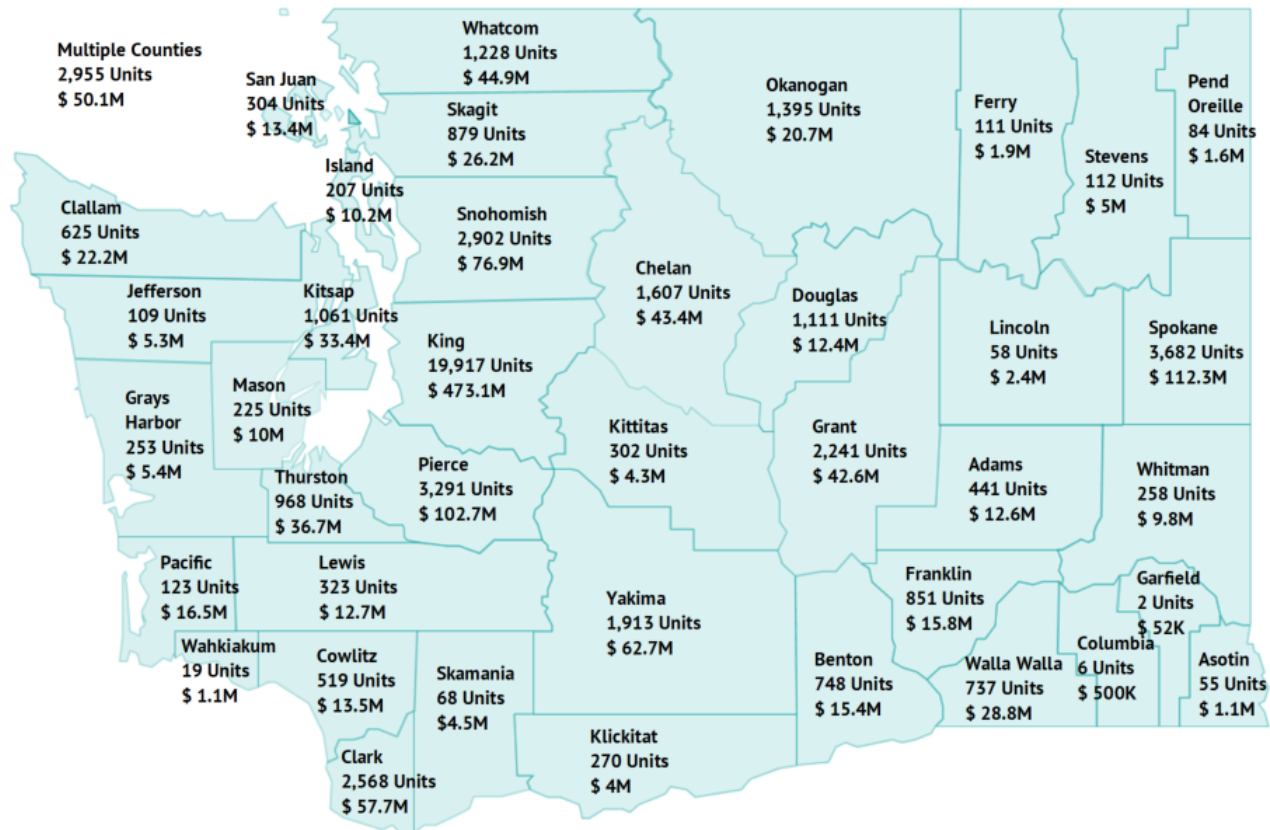 Multiple Counties
2,955 Units
$ 50.1M
San Juan
304 Units
$ 13.4M
Whatcom
1,228 Units
$ 44.9M
Skagit
879 Units
$ 26.2M
Okanogan
1,395 Units
$ 20.7M
Ferry
111 Units
$ 1.9M
Stevens
112 Units
$ 5M
Pend
Oreille
84 Units
$ 1.6M
Island
207 Units
$ 10.2M
Clallam
625 Units
$ 22.2M
Snohomish
2,902 Units
$ 76.9M
Chelan
1,607 Units
$ 43.4M
Douglas
1,111 Units
$ 12.4M
Jefferson
109 Units
$ 5.3M
Kitsap
1,061 Units
$ 33.4M
King
19,917 Units
$ 473.1M
Lincoln
58 Units
$ 2.4M
Spokane
3,682 Units
$ 112.3M
Grays
Harbor
253 Units
$ 5.4M
Mason
225 Units
$ 10M
Kittitas
302 Units
$ 4.3M
Grant
2,241 Units
$ 42.6M
Thurston
968 Units
$ 36.7M
Pierce
3,291 Units
$ 102.7M
Adams
441 Units
$ 12.6M
Whitman
258 Units
$ 9.8M
Pacific
123 Units
$ 16.5M
Lewis
323 Units
$ 12.7M
Yakima
1,913 Units
$ 62.7M
Franklin
851 Units
$ 15.8M
Garfield
2 Units
$ 52K
Wahkiakum
19 Units
$ 1.1M
Cowlitz
519 Units
$ 13.5M
Skamania
68 Units
$4.5M
Benton
748 Units
$ 15.4M
Walla Walla
737 Units
$ 28.8M
Columbia
6 Units
$ 500K
Asotin
55 Units
$ 1.1M
Clark
2,568 Units
$ 57.7M
Klickitat
270 Units
$ 4M